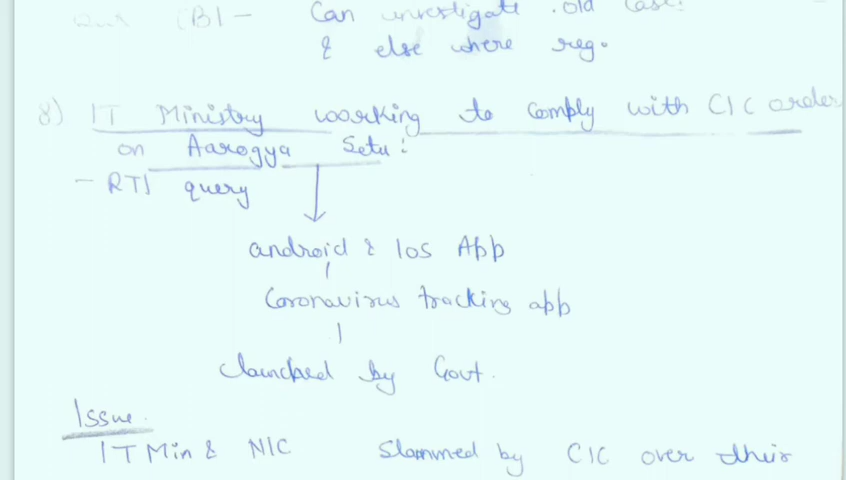 But CBI - Can investigate old case.
& else where reg.
8) IT Ministry working to comply with CIC order
on Aarogya Setu:
- RTI query
android & Ios App
Coronavirus tracking app
launched by Govt.
Issue.
IT Min & NIC Slammed by CIC over their